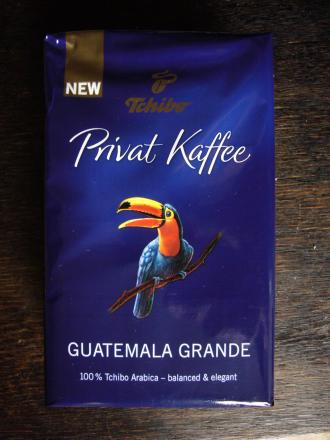 NEW
Tchibo
Privat Kaffee
GUATEMALA GRANDE
100 % Tchibo Arabica – balanced & elegant